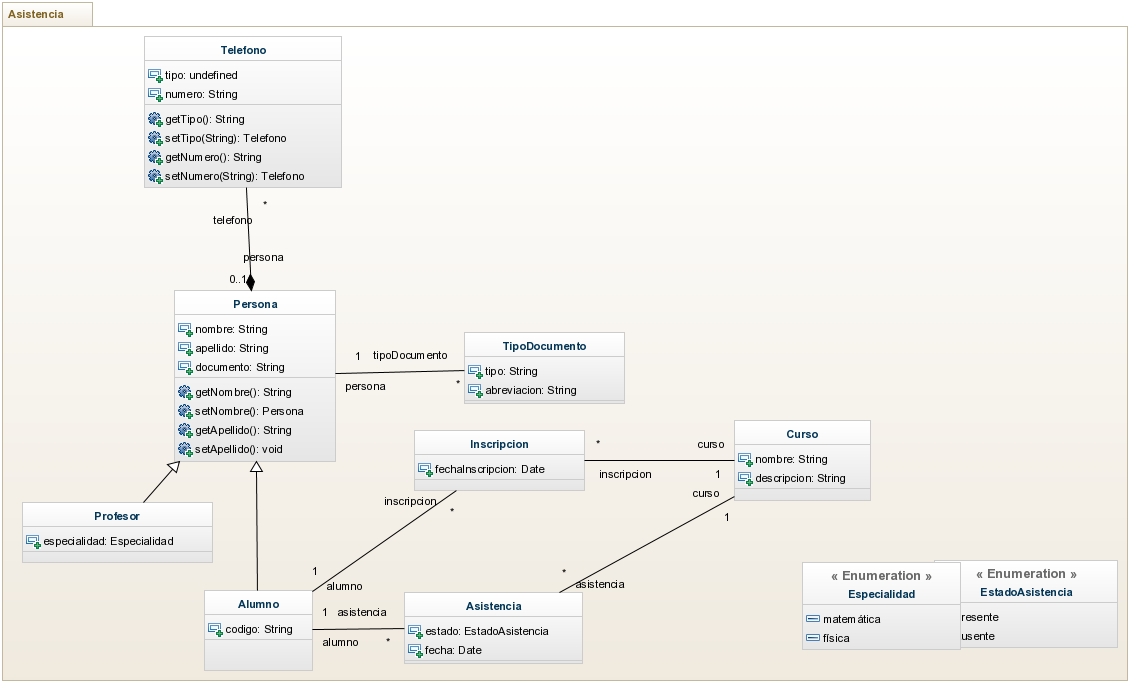 Asistencia
Telefono
tipo: undefined
numero: String
getTipo(): String
setTipo(String): Telefono
getNumero(): String
setNumero(String): Telefono
*
telefono
persona
0..1
Persona
nombre: String
apellido: String
documento: String
getNombre(): String
setNombre(): Persona
getApellido(): String
setApellido(): void
1 tipoDocumento
persona *
TipoDocumento
tipo: String
abreviacion: String
Inscripcion
fechaInscripcion: Date
* curso
inscripcion 1
Curso
nombre: String
descripcion: String
curso
1
inscripcion
*
Profesor
especialidad: Especialidad
1
alumno
* asistencia
Alumno
codigo: String
1 asistencia
alumno *
Asistencia
estado: EstadoAsistencia
fecha: Date
« Enumeration »
Especialidad
matemática
física
« Enumeration »
EstadoAsistencia
resente
usente